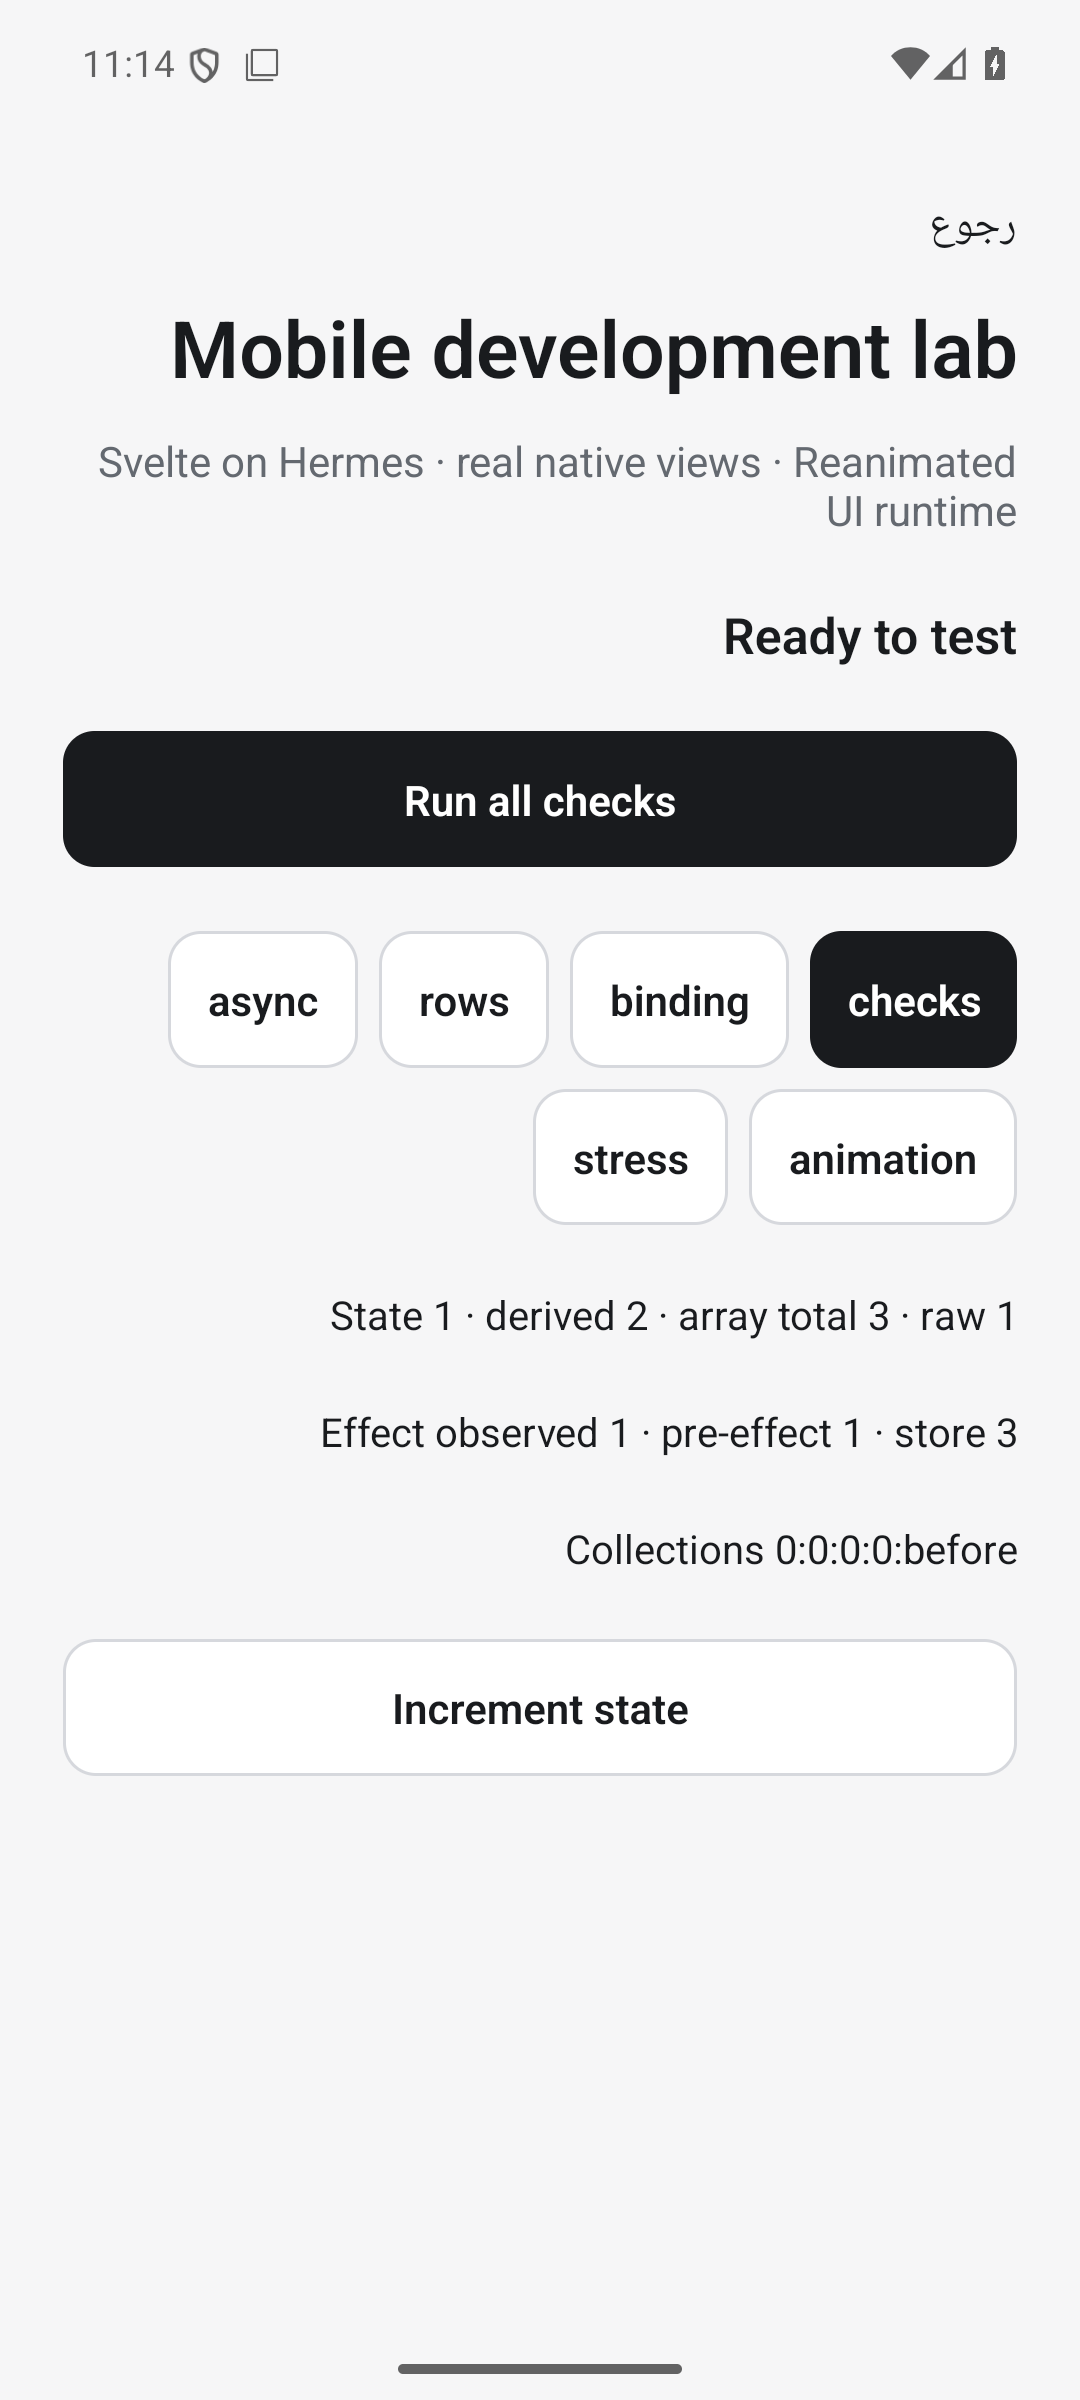 11:14
رجوع
Mobile development lab
Svelte on Hermes · real native views · Reanimated
UI runtime
Ready to test
Run all checks
checks
binding
rows
async
animation
stress
State 1 · derived 2 · array total 3 · raw 1
Effect observed 1 · pre-effect 1 · store 3
Collections 0:0:0:0:before
Increment state